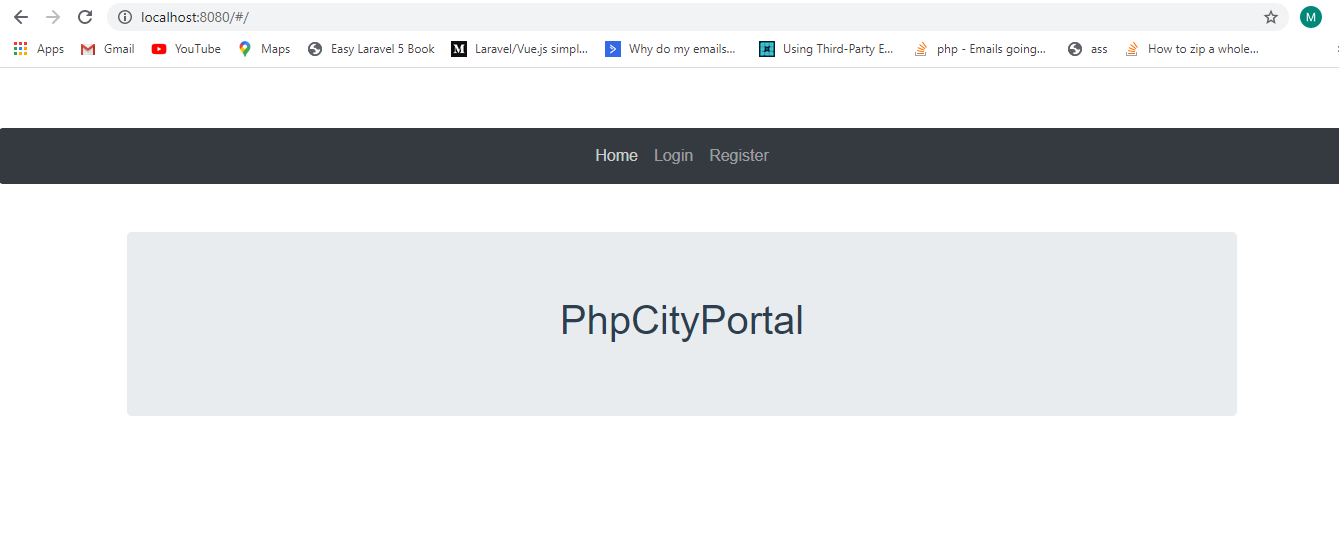 localhost:8080/#/
M
Apps Gmail YouTube Maps Easy Laravel 5 Book M Laravel/Vue.js simpl... Why do my emails... Using Third-Party E... php - Emails going... ass How to zip a whole...
Home Login Register
PhpCityPortal